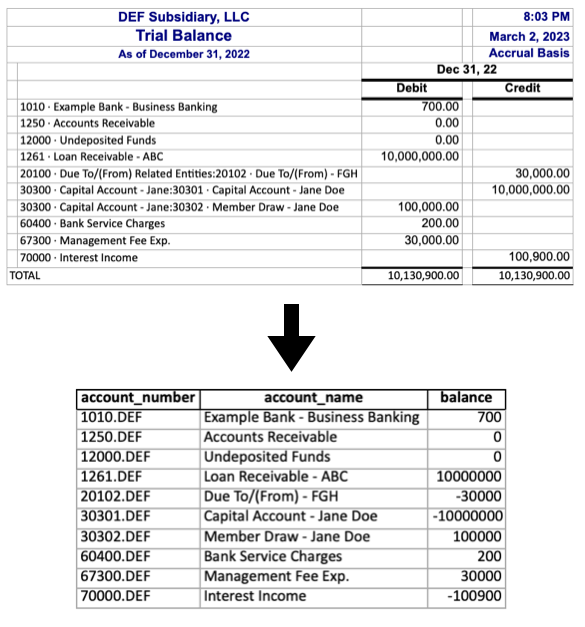 DEF Subsidiary, LLC 8:03 PM
Trial Balance March 2, 2023
As of December 31, 2022 Accrual Basis
Dec 31, 22
Debit Credit
1010 · Example Bank - Business Banking 700.00
1250 · Accounts Receivable 0.00
12000 · Undeposited Funds 0.00
1261 · Loan Receivable - ABC 10,000,000.00
20100 · Due To/(From) Related Entities:20102 · Due To/(From) - FGH 30,000.00
30300 · Capital Account - Jane:30301 · Capital Account - Jane Doe 10,000,000.00
30300 · Capital Account - Jane:30302 · Member Draw - Jane Doe 100,000.00
60400 · Bank Service Charges 200.00
67300 · Management Fee Exp. 30,000.00
70000 · Interest Income 100,900.00
TOTAL 10,130,900.00 10,130,900.00
account_number account_name balance
1010.DEF Example Bank - Business Banking 700
1250.DEF Accounts Receivable 0
12000.DEF Undeposited Funds 0
1261.DEF Loan Receivable - ABC 10000000
20102.DEF Due To/(From) - FGH -30000
30301.DEF Capital Account - Jane Doe -10000000
30302.DEF Member Draw - Jane Doe 100000
60400.DEF Bank Service Charges 200
67300.DEF Management Fee Exp. 30000
70000.DEF Interest Income -100900